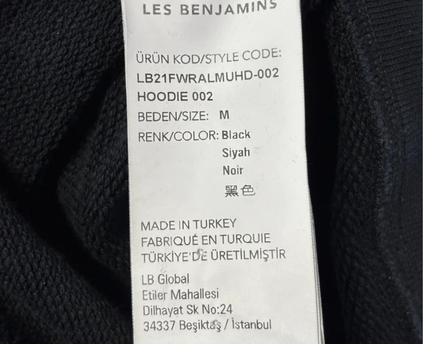 LES BENJAMINS
ÜRÜN KOD/STYLE CODE:
LB21FWRALMUHD-002
HOODIE 002
BEDEN/SIZE: M
RENK/COLOR: Black
Siyah
Noir
黑色
MADE IN TURKEY
FABRIQUÉ EN TURQUIE
TÜRKİYE'DE ÜRETİLMİŞTİR
LB Global
Etiler Mahallesi
Dilhayat Sk No:24
34337 Beşiktaş / İstanbul